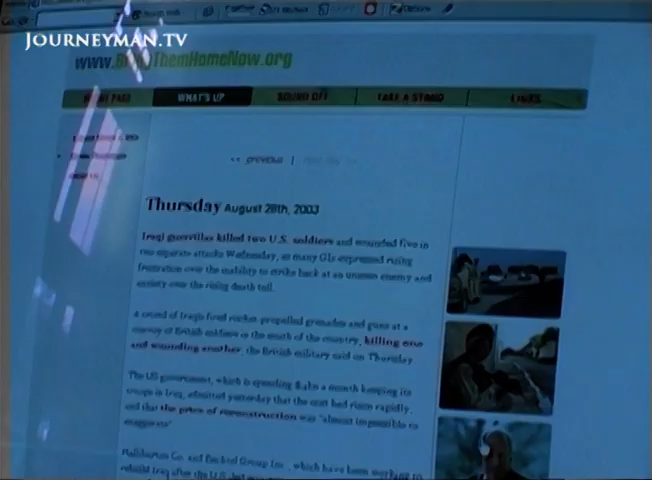 JOURNEYMAN.TV
www.BringThemHomeNow.org
WHAT'S UP
SOUND OFF
TAKE A STAND
LINKS
<< previous |
Thursday August 28th, 2003
Iraqi guerrillas killed two U.S. soldiers and wounded five in
two separate attacks Wednesday, as many GIs expressed rising
frustration over the inability to strike back at an unseen enemy and
anxiety over the rising death toll.
A crowd of Iraqis fired rocket-propelled grenades and guns at a
convoy of British soldiers in the south of the country, killing one
and wounding another, the British military said on Thursday.
The US government, which is spending a month keeping its
troops in Iraq, admitted yesterday that the cost had risen rapidly,
and that the price of reconstruction was "almost impossible to
exaggerate"
Halliburton Co. and Bechtel Group Inc., which have been working to
rebuild Iraq after the U.S.